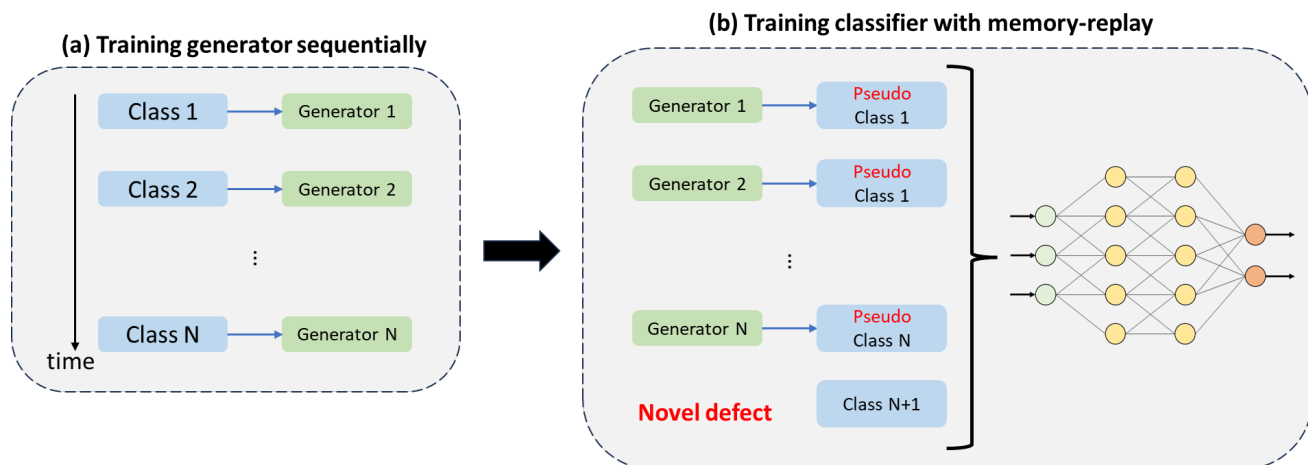 (a) Training generator sequentially
Class 1
Generator 1
Class 2
Generator 2
...
Class N
Generator N
time
(b) Training classifier with memory-replay
Generator 1
Pseudo
Class 1
Generator 2
Pseudo
Class 1
...
Generator N
Pseudo
Class N
Novel defect
Class N+1